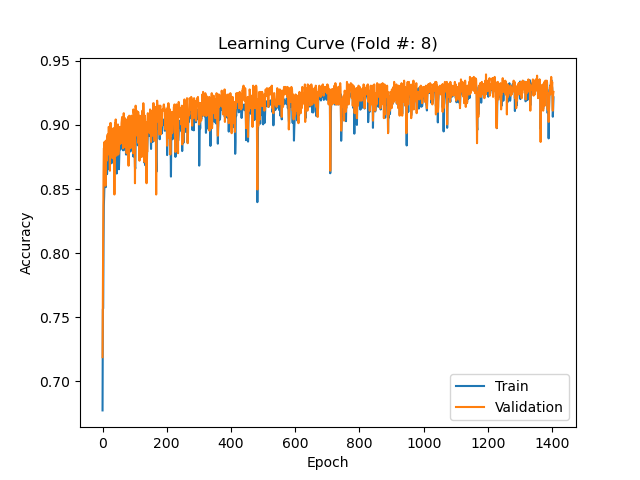 Learning Curve (Fold #: 8)
0.95
0.90
0.85
0.80
0.75
0.70
Accuracy
0 200 400 600 800 1000 1200 1400
Epoch
Train
Validation